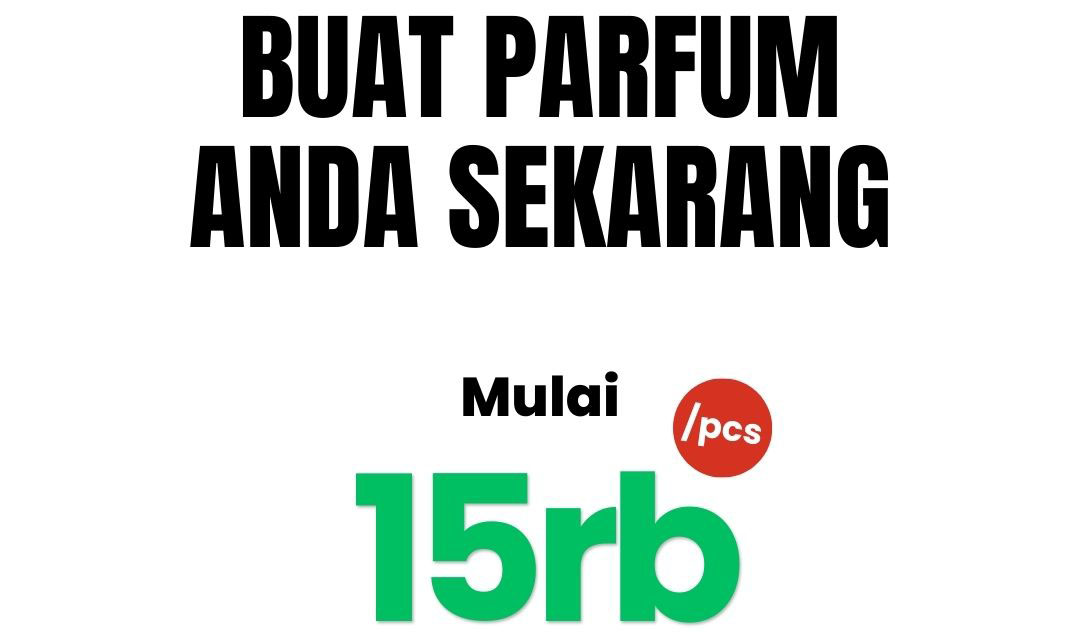 BUAT PARFUM
ANDA SEKARANG
Mulai
/pcs
15rb